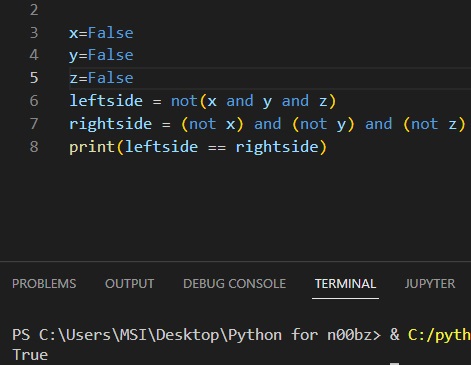 2
3 x=False
4 y=False
5 z=False
6 leftside = not(x and y and z)
7 rightside = (not x) and (not y) and (not z)
8 print(leftside == rightside)
PROBLEMS OUTPUT DEBUG CONSOLE TERMINAL JUPYTER
PS C:\Users\MSI\Desktop\Python for n00bz> & C:/pyth
True